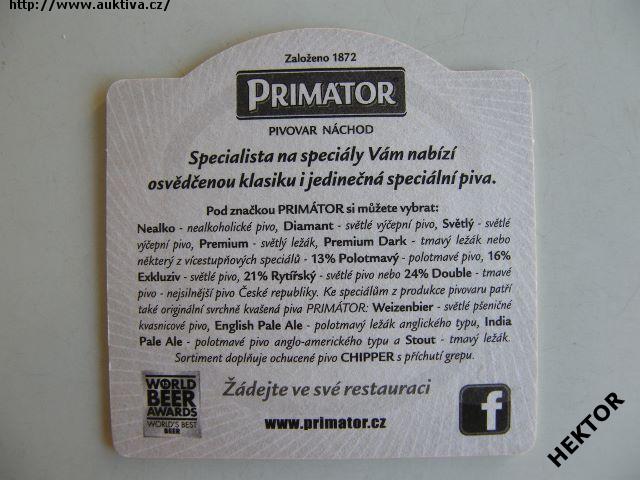 http://www.auktiva.cz/
Založeno 1872
PRIMÁTOR
PIVOVAR NÁCHOD
Specialista na speciály Vám nabízí
osvědčenou klasiku i jedinečná speciální piva.
Pod značkou PRIMÁTOR si můžete vybrat:
Nealko - nealkoholické pivo, Diamant - světlé výčepní pivo, Světlý - světlé
výčepní pivo, Premium - světlý ležák, Premium Dark - tmavý ležák nebo
některý z vícestupňových speciálů - 13% Polotmavý - polotmavé pivo, 16%
Exkluziv - světlé pivo, 21% Rytířský - světlé pivo nebo 24% Double - tmavé
pivo - nejsilnější pivo České republiky. Ke speciálům z produkce pivovaru patří
také originální svrchně kvašená piva PRIMÁTOR: Weizenbier - světlé pšeničné
kvasnicové pivo, English Pale Ale - polotmavý ležák anglického typu, India
Pale Ale - polotmavé pivo anglo-amerického typu a Stout - tmavý ležák.
Sortiment doplňuje ochucené pivo CHIPPER s příchutí grepu.
WORLD
BEER
AWARDS
WORLD'S BEST
BEER
Žádejte ve své restauraci
www.primator.cz
f
HEKTOR